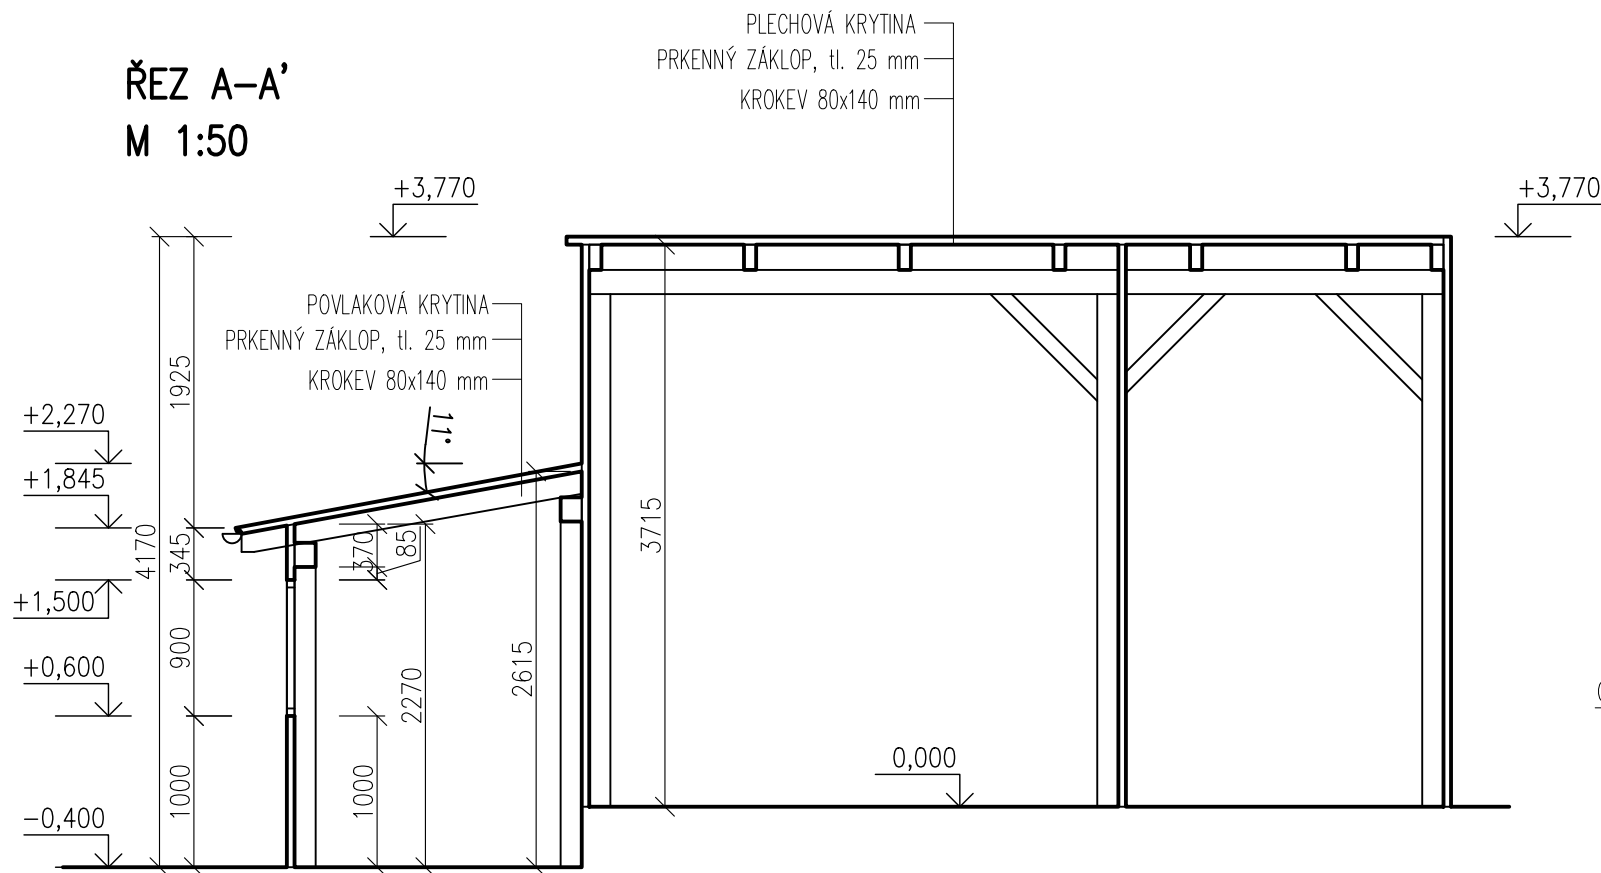 ŘEZ A-A'
M 1:50
PLECHOVÁ KRYTINA
PRKENNÝ ZÁKLOP, tl. 25 mm
KROKEV 80x140 mm
+3,770
+3,770
POVLAKOVÁ KRYTINA
PRKENNÝ ZÁKLOP, tl. 25 mm
KROKEV 80x140 mm
11°
+2,270
+1,845
+1,500
+0,600
-0,400
4170
1925
345
900
1000
370
85
1000
2270
2615
3715
0,000